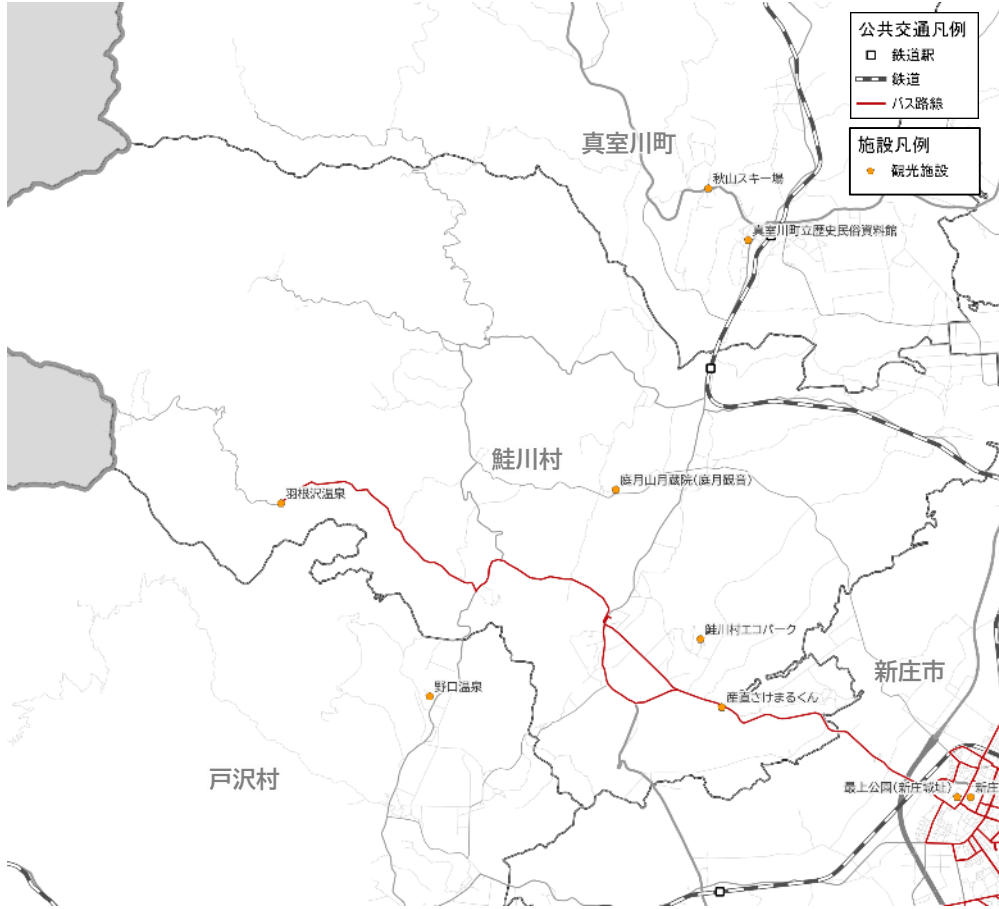 公共交通凡例
鉄道駅
鉄道
バス路線
施設凡例
観光施設
真室川町
秋山スキー場
真室川町立歴史民俗資料館
鮭川村
庭月山月蔵院(庭月観音)
羽根沢温泉
鮭川村エコパーク
新庄市
野口温泉
産直さけまるくん
戸沢村
最上公園(新庄城址)
新庄